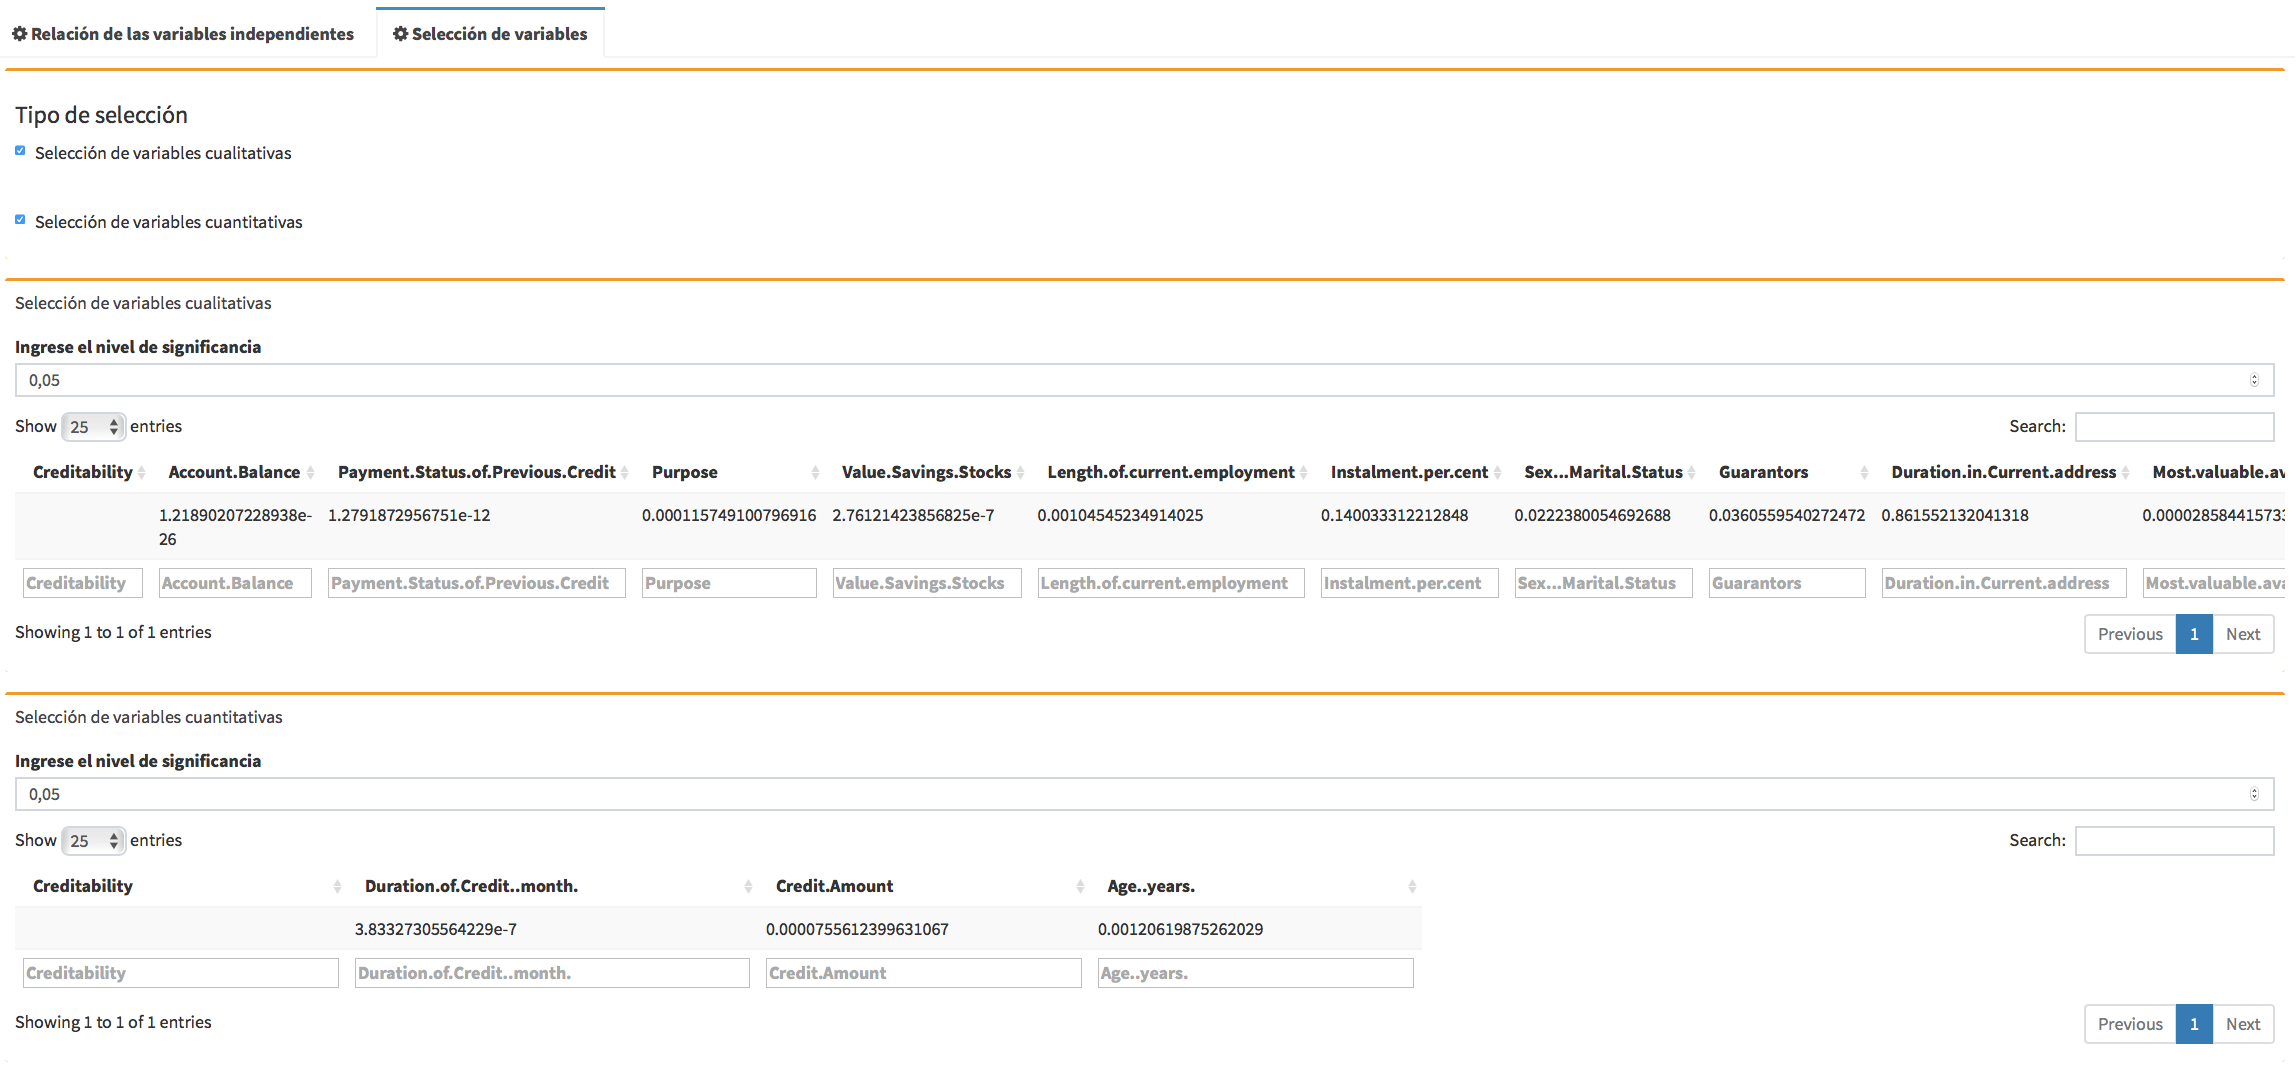 Relación de las variables independientes Selección de variables
Tipo de selección
Selección de variables cualitativas
Selección de variables cuantitativas
Selección de variables cualitativas
Ingrese el nivel de significancia
0,05
Show 25 entries Search:
Creditability Account.Balance Payment.Status.of.Previous.Credit Purpose Value.Savings.Stocks Length.of.current.employment Instalment.per.cent Sex...Marital.Status Guarantors Duration.in.Current.address Most.valuable.av
1.21890207228938e- 1.2791872956751e-12 0.000115749100796916 2.76121423856825e-7 0.00104545234914025 0.140033312212848 0.0222380054692688 0.0360559540272472 0.861552132041318 0.00002858441573
26
Creditability Account.Balance Payment.Status.of.Previous.Credit Purpose Value.Savings.Stocks Length.of.current.employment Instalment.per.cent Sex...Marital.Status Guarantors Duration.in.Current.address Most.valuable.ava
Showing 1 to 1 of 1 entries Previous 1 Next
Selección de variables cuantitativas
Ingrese el nivel de significancia
0,05
Show 25 entries Search:
Creditability Duration.of.Credit..month. Credit.Amount Age..years.
3.83327305564229e-7 0.0000755612399631067 0.00120619875262029
Creditability Duration.of.Credit..month. Credit.Amount Age..years.
Showing 1 to 1 of 1 entries Previous 1 Next